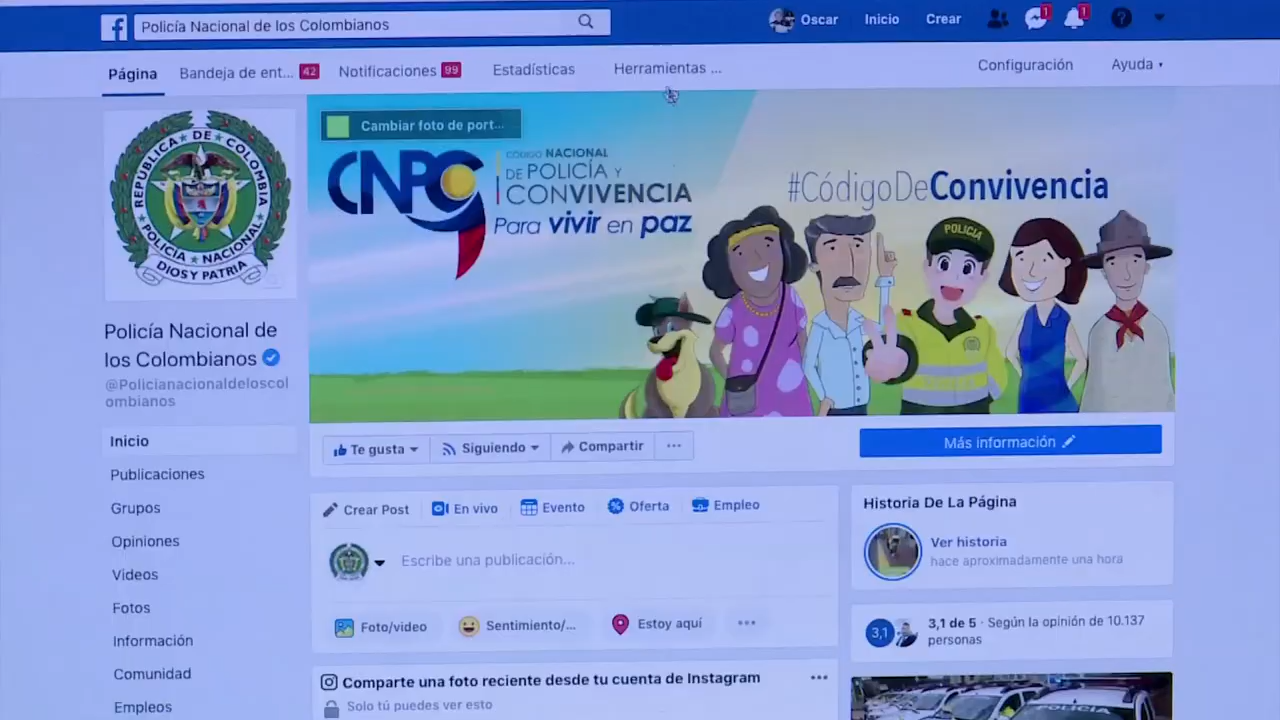 Policía Nacional de los Colombianos
Oscar
Inicio
Crear
1
1
Página
Bandeja de ent... 42
Notificaciones 99
Estadísticas
Herramientas ...
Configuración
Ayuda
REPÚBLICA DE COLOMBIA
POLICÍA NACIONAL
DIOS Y PATRIA
Cambiar foto de port...
CNPC
CÓDIGO NACIONAL
DE POLICÍA Y
CONVIVENCIA
Para vivir en paz
#CódigoDeConvivencia
POLICÍA
Policía Nacional de
los Colombianos
@Policianacionaldeloscol
ombianos
Te gusta
Siguiendo
Compartir
...
Más información
Inicio
Publicaciones
Grupos
Opiniones
Videos
Fotos
Información
Comunidad
Empleos
Crear Post
En vivo
Evento
Oferta
Empleo
Escribe una publicación...
Foto/video
Sentimiento/...
Estoy aquí
...
Comparte una foto reciente desde tu cuenta de Instagram
Solo tú puedes ver esto
Historia De La Página
Ver historia
hace aproximadamente una hora
3,1
3,1 de 5 · Según la opinión de 10.137
personas
POLICIA